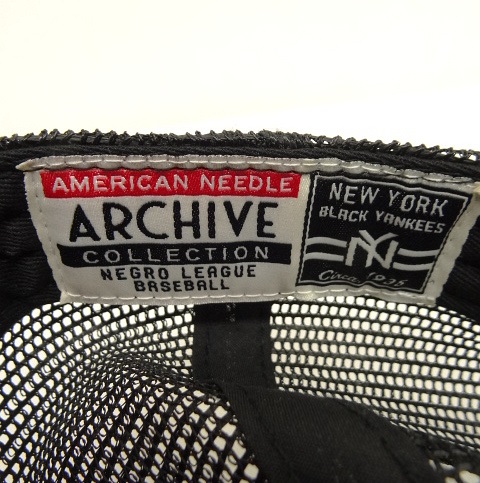 AMERICAN NEEDLE
ARCHIVE
COLLECTION
NEGRO LEAGUE
BASEBALL
NEW YORK
BLACK YANKEES
NY
Circa 1935